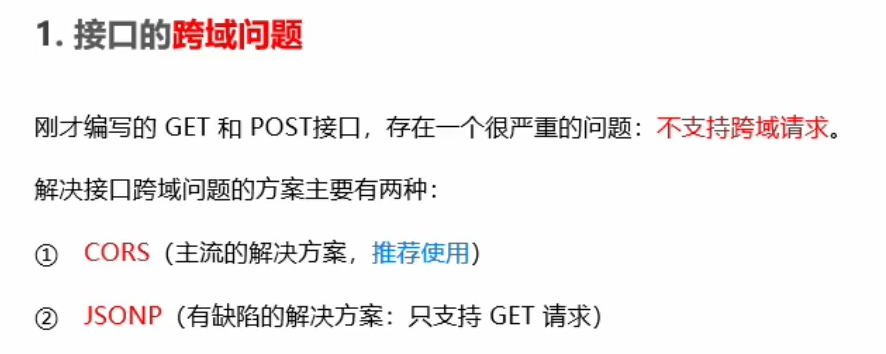 1. 接口的跨域问题
刚才编写的 GET 和 POST接口，存在一个很严重的问题：不支持跨域请求。
解决接口跨域问题的方案主要有两种：
① CORS（主流的解决方案，推荐使用）
② JSONP（有缺陷的解决方案：只支持 GET 请求）